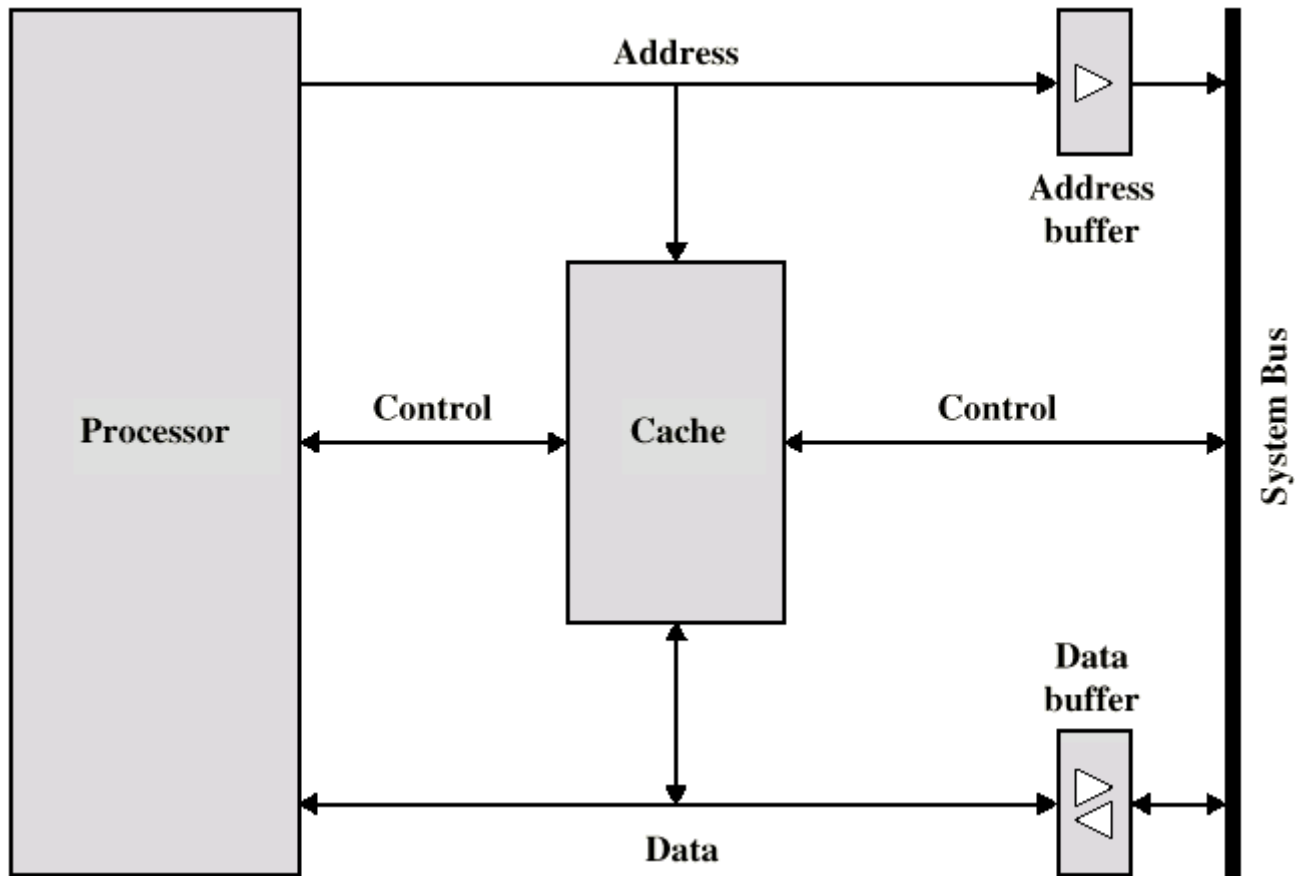 Address
Address
buffer
Processor
Control
Cache
Control
System Bus
Data
buffer
Data